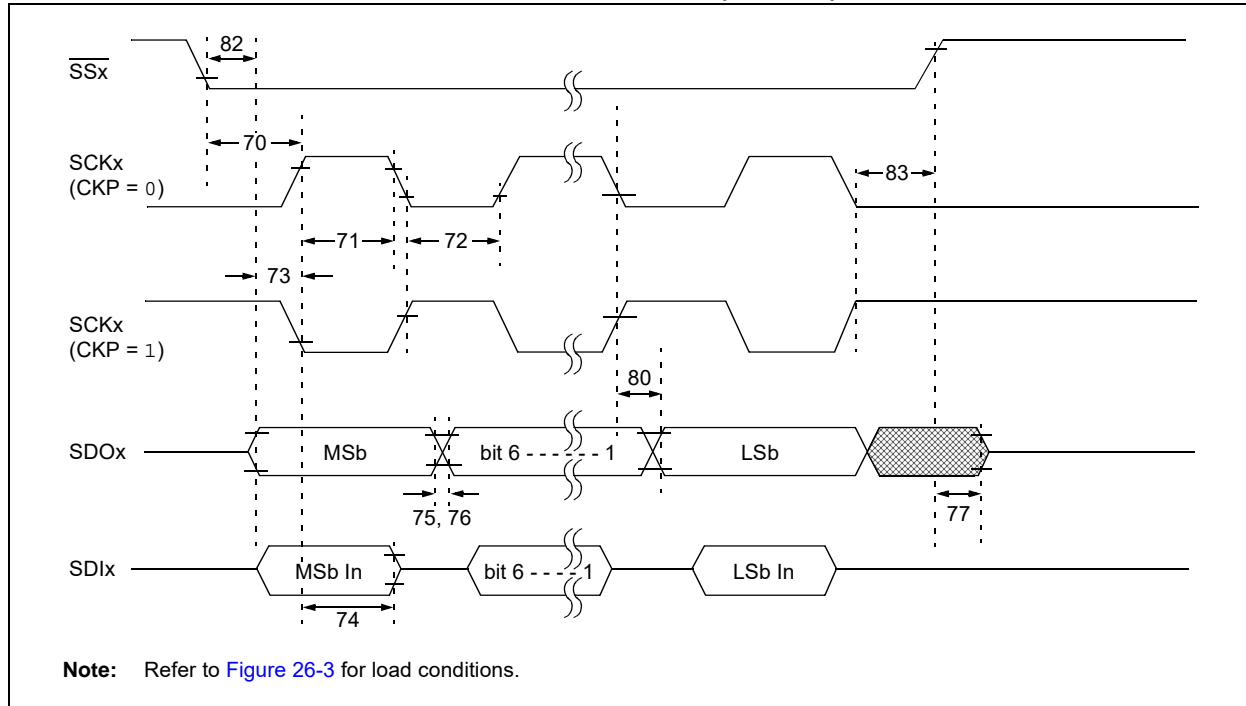 82
SSx
70
SCKx
(CKP = 0)
83
71
72
73
SCKx
(CKP = 1)
80
SDOx
MSb
bit 6 - - - - - - 1
LSb
75, 76
77
SDIx
MSb In
bit 6 - - - - 1
LSb In
74
Note: Refer to Figure 26-3 for load conditions.